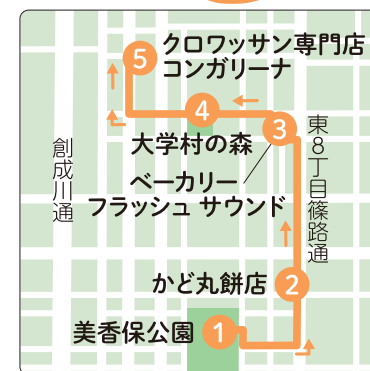 5 クロワッサン専門店
コンガリーナ
4
3
大学村の森
ベーカリー
フラッシュ サウンド
創成川通
東8丁目篠路通
かど丸餅店 2
美香保公園 1